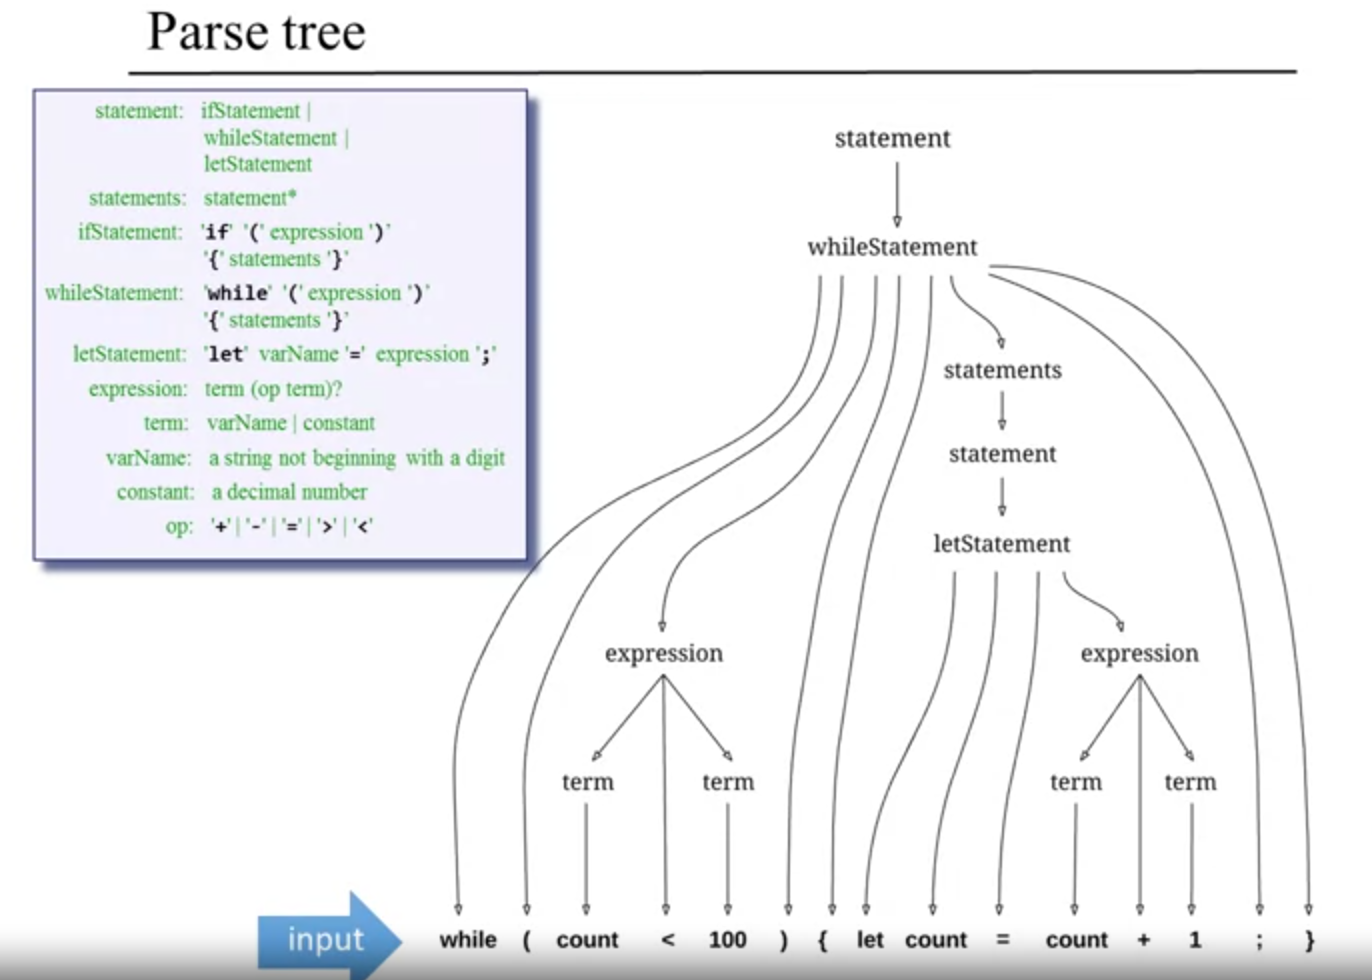 Parse tree
statement: ifStatement |
whileStatement |
letStatement
statements: statement*
ifStatement: 'if' '(' expression ')'
'{' statements '}'
whileStatement: 'while' '(' expression ')'
'{' statements '}'
letStatement: 'let' varName '=' expression ';'
expression: term (op term)?
term: varName | constant
varName: a string not beginning with a digit
constant: a decimal number
op: '+' | '-' | '=' | '>' | '<'
statement
whileStatement
statements
statement
letStatement
expression expression
term term term term
input while ( count < 100 ) { let count = count + 1 ; }